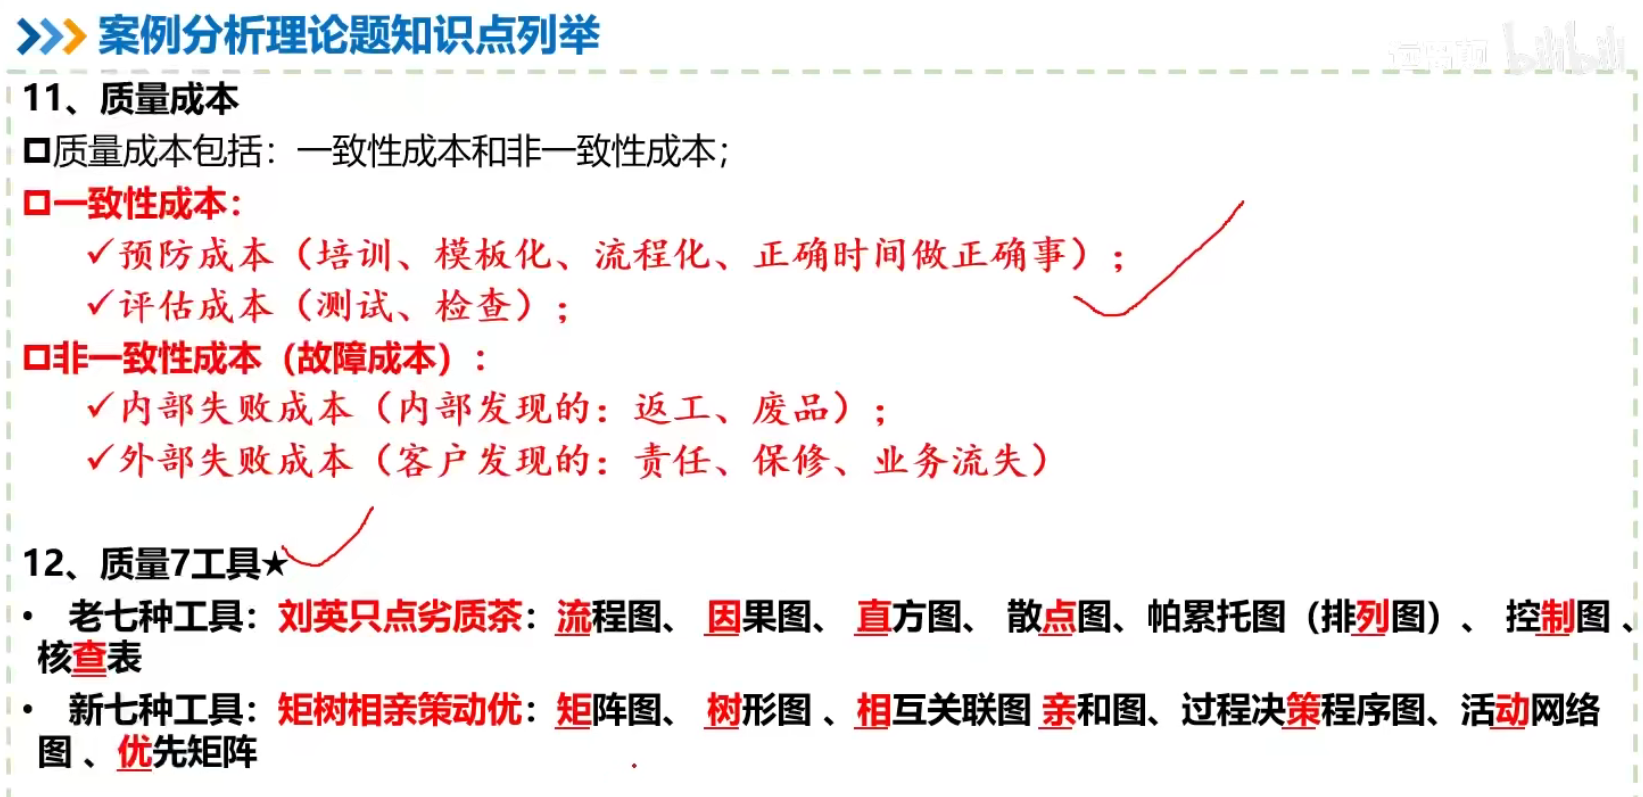 案例分析理论题知识点列举
bilibili
11、质量成本
质量成本包括：一致性成本和非一致性成本；
一致性成本：
✓预防成本（培训、模板化、流程化、正确时间做正确事）；
✓评估成本（测试、检查）；
非一致性成本（故障成本）：
✓内部失败成本（内部发现的：返工、废品）；
✓外部失败成本（客户发现的：责任、保修、业务流失）
12、质量7工具★
• 老七种工具：刘英只点劣质茶：流程图、 因果图、 直方图、 散点图、帕累托图（排列图）、 控制图 、
核查表
• 新七种工具：矩树相亲策动优：矩阵图、 树形图 、相互关联图 亲和图、过程决策程序图、活动网络
图 、优先矩阵